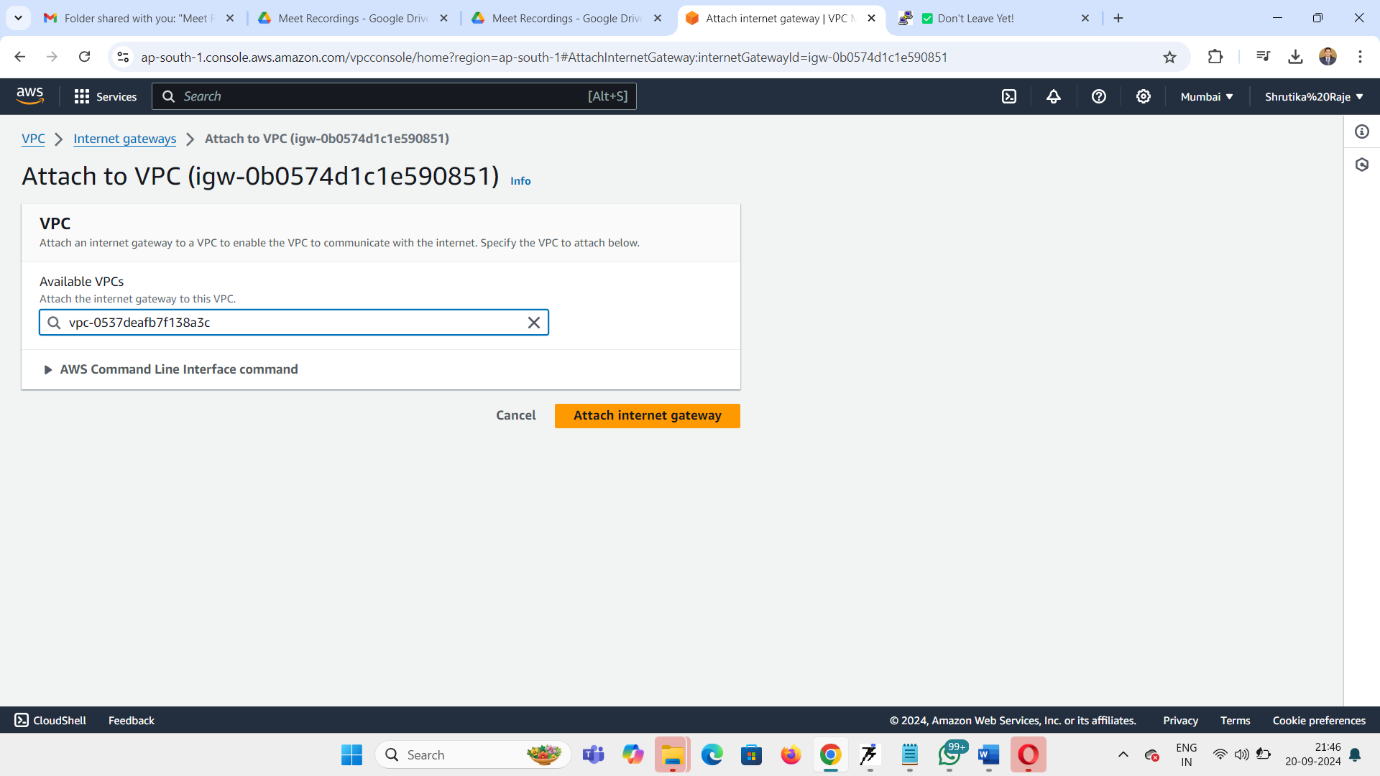 Folder shared with you: "Meet R
Meet Recordings - Google Drive
Meet Recordings - Google Drive
Attach internet gateway | VPC M
Don't Leave Yet!
ap-south-1.console.aws.amazon.com/vpcconsole/home?region=ap-south-1#AttachInternetGateway:internetGatewayId=igw-0b0574d1c1e590851
aws
Services
Search
[Alt+S]
Mumbai
Shrutika%20Raje
VPC
Internet gateways
Attach to VPC (igw-0b0574d1c1e590851)
Attach to VPC (igw-0b0574d1c1e590851) Info
VPC
Attach an internet gateway to a VPC to enable the VPC to communicate with the internet. Specify the VPC to attach below.
Available VPCs
Attach the internet gateway to this VPC.
vpc-0537deafb7f138a3c
AWS Command Line Interface command
Cancel
Attach internet gateway
CloudShell
Feedback
© 2024, Amazon Web Services, Inc. or its affiliates.
Privacy
Terms
Cookie preferences
Search
99+
ENG
IN
21:46
20-09-2024